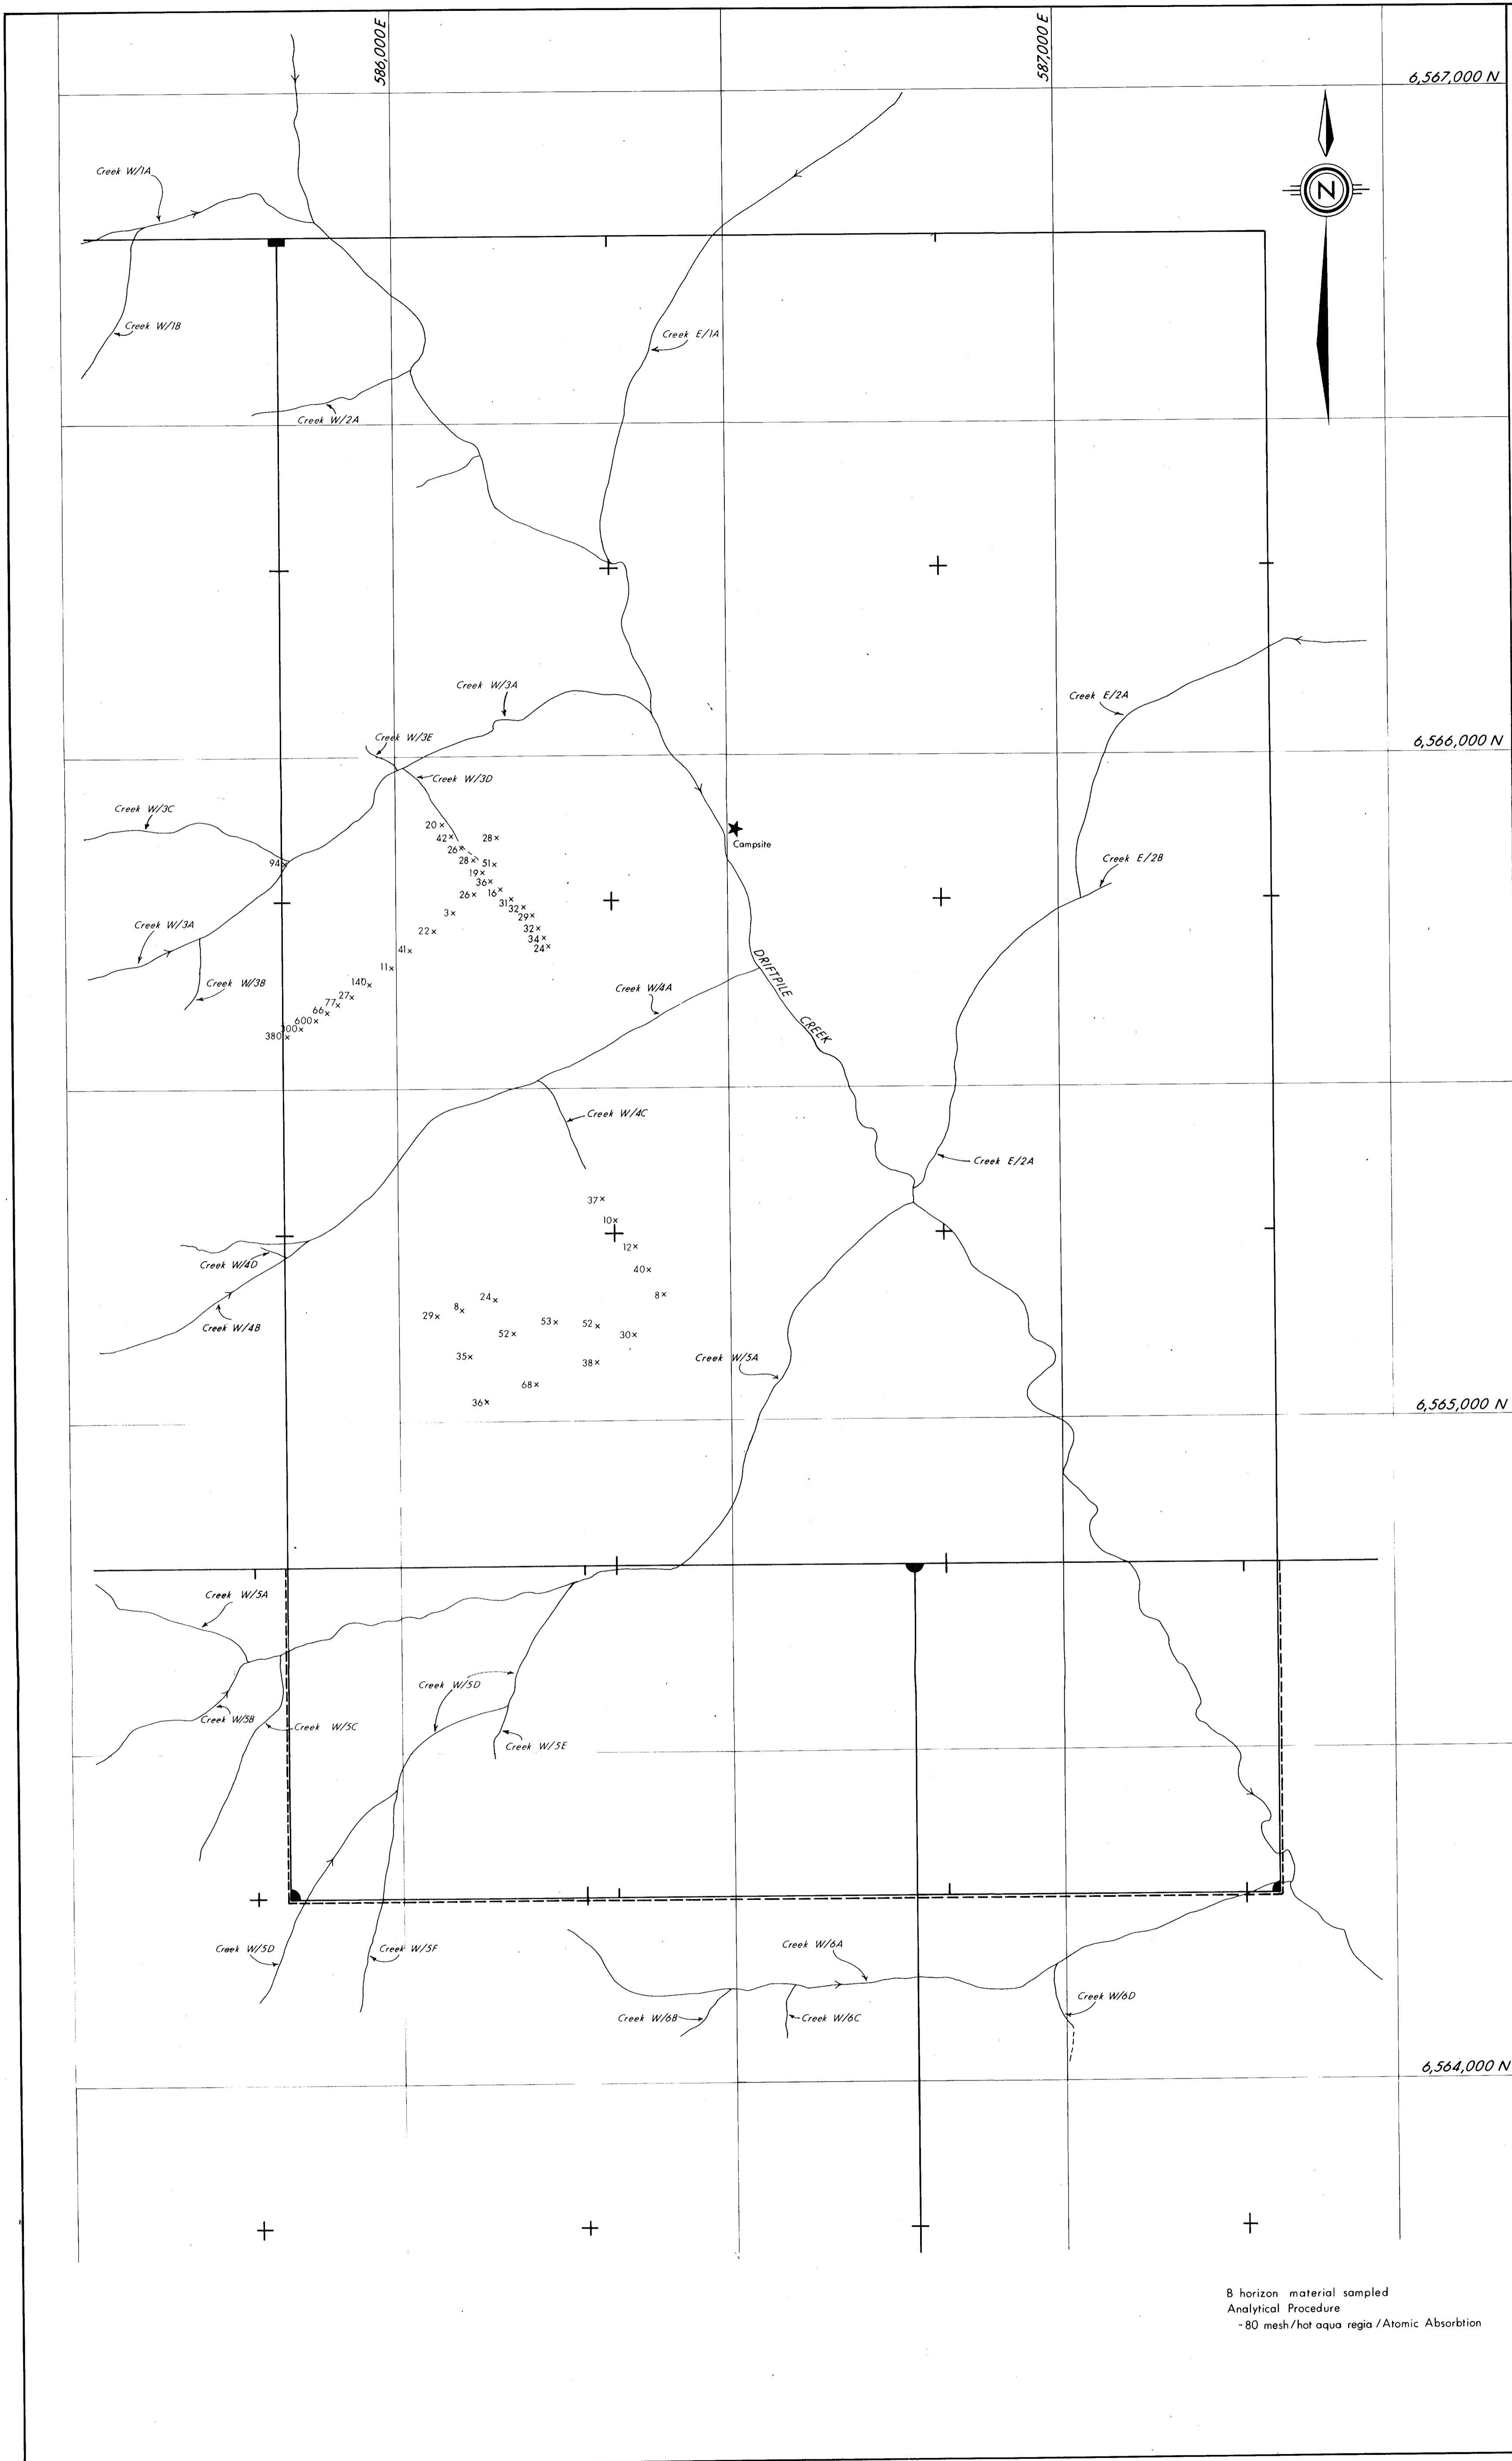 586,000E
587,000E
6,567,000 N
Creek W/1A
N
Creek W/1B
Creek E/1A
Creek W/2A
Creek W/3A
Creek E/2A
Creek W/3E
6,566,000 N
Creek W/3D
Creek W/3C
20
42
28
Campsite
26
28
51
94
Creek E/2B
19
36
26
16
31
32
3
29
Creek W/3A
22
32
34
24
41
DRIFTPILE CREEK
11
Creek W/3B
140
Creek W/4A
27
77
66
600
300
380
Creek W/4C
Creek E/2A
37
10
12
Creek W/4D
40
8
24
8
29
53
52
Creek W/4B
52
30
35
38
Creek W/5A
68
36
6,565,000 N
Creek W/5A
Creek W/5D
Creek W/5B
Creek W/5C
Creek W/5E
Creek W/5D
Creek W/5F
Creek W/6A
Creek W/6D
Creek W/6B
Creek W/6C
6,564,000 N
B horizon material sampled
Analytical Procedure
-80 mesh/hot aqua regia/Atomic Absorbtion